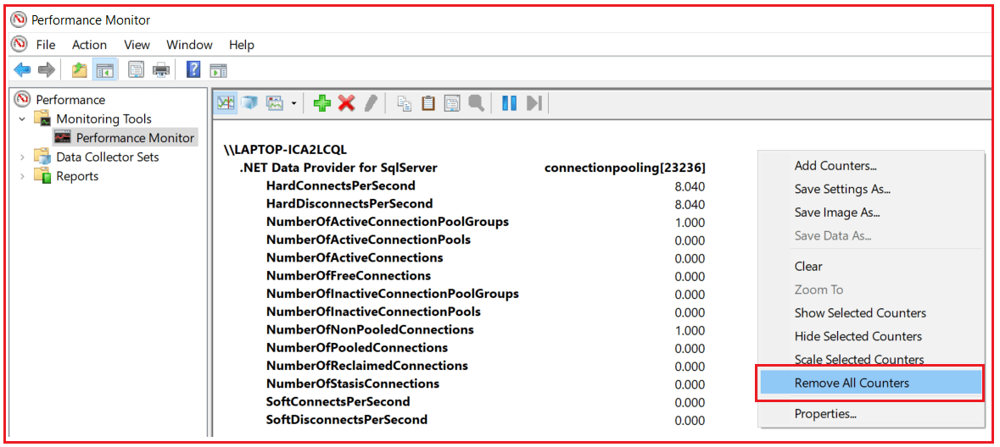 Performance Monitor
File Action View Window Help
Performance
Monitoring Tools
Performance Monitor
Data Collector Sets
Reports
\\LAPTOP-ICA2LCQL
.NET Data Provider for SqlServer connectionpooling[23236]
HardConnectsPerSecond 8.040
HardDisconnectsPerSecond 8.040
NumberOfActiveConnectionPoolGroups 1.000
NumberOfActiveConnectionPools 0.000
NumberOfActiveConnections 0.000
NumberOfFreeConnections 0.000
NumberOfInactiveConnectionPoolGroups 0.000
NumberOfInactiveConnectionPools 0.000
NumberOfNonPooledConnections 1.000
NumberOfPooledConnections 0.000
NumberOfReclaimedConnections 0.000
NumberOfStasisConnections 0.000
SoftConnectsPerSecond 0.000
SoftDisconnectsPerSecond 0.000
Add Counters...
Save Settings As...
Save Image As...
Save Data As...
Clear
Zoom To
Show Selected Counters
Hide Selected Counters
Scale Selected Counters
Remove All Counters
Properties...